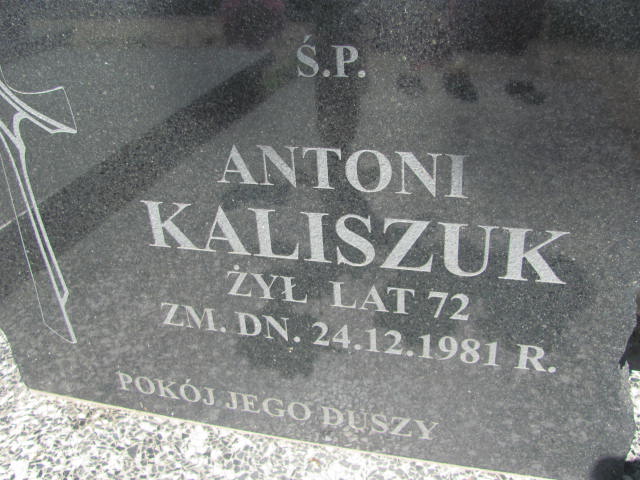 Ś.P.
ANTONI
KALISZUK
ŻYŁ LAT 72
ZM. DN. 24.12.1981 R.
POKÓJ JEGO DUSZY